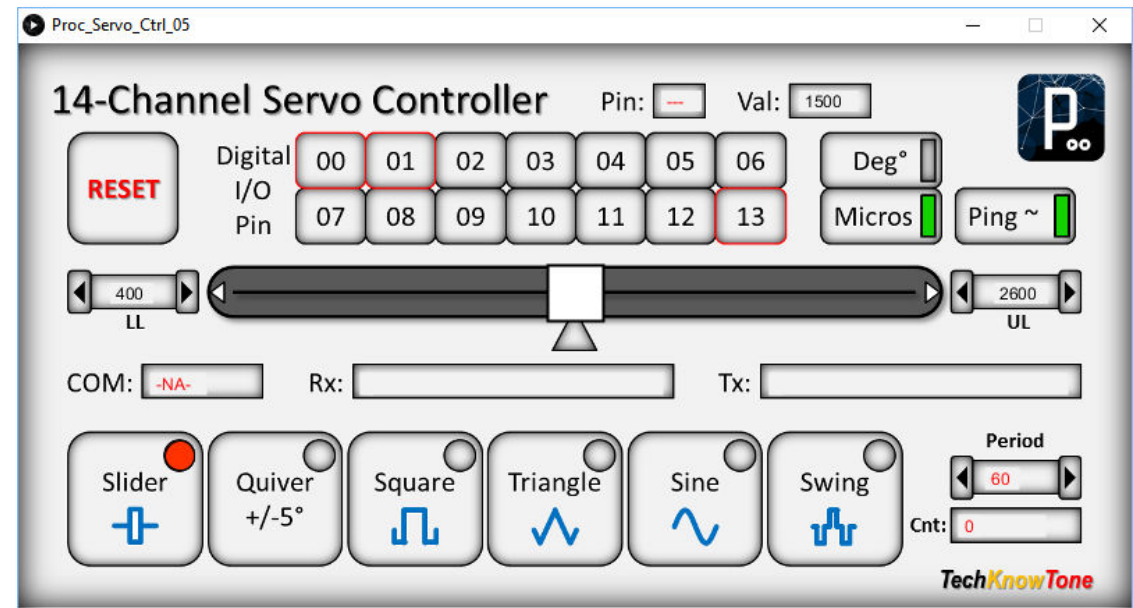 Proc_Servo_Ctrl_05
14-Channel Servo Controller Pin: --- Val: 1500
P
RESET
Digital I/O Pin
00 01 02 03 04 05 06
07 08 09 10 11 12 13
Deg°
Micros
Ping ~
400
LL
2600
UL
COM: -NA- Rx: Tx:
Slider
Quiver
+/-5°
Square
Triangle
Sine
Swing
Period
60
Cnt: 0
TechKnowTone